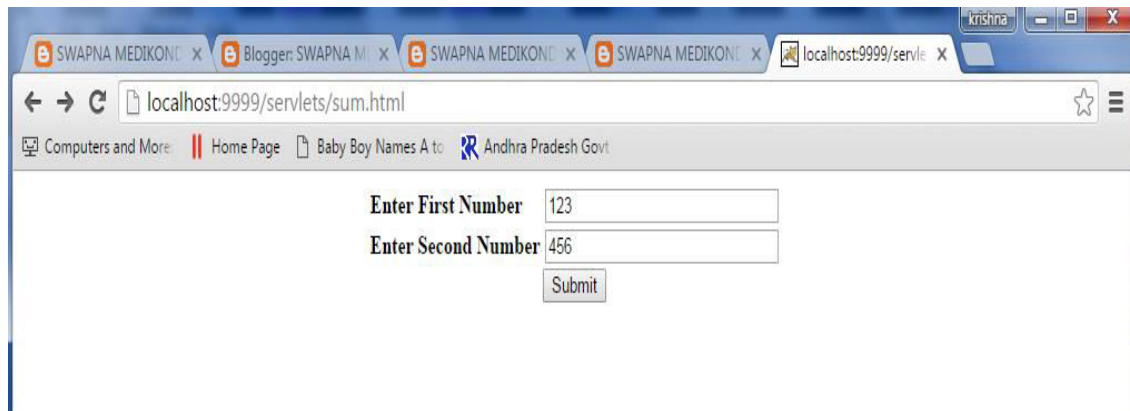 krishna
SWAPNA MEDIKOND Blogger: SWAPNA M SWAPNA MEDIKOND SWAPNA MEDIKOND localhost:9999/servle
localhost:9999/servlets/sum.html
Computers and More Home Page Baby Boy Names A to Andhra Pradesh Govt
Enter First Number 123
Enter Second Number 456
Submit